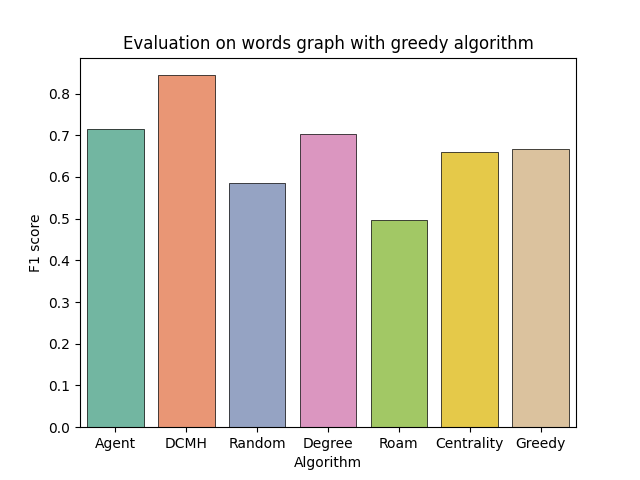 Evaluation on words graph with greedy algorithm
F1 score
0.8
0.7
0.6
0.5
0.4
0.3
0.2
0.1
0.0
Agent DCMH Random Degree Roam Centrality Greedy
Algorithm